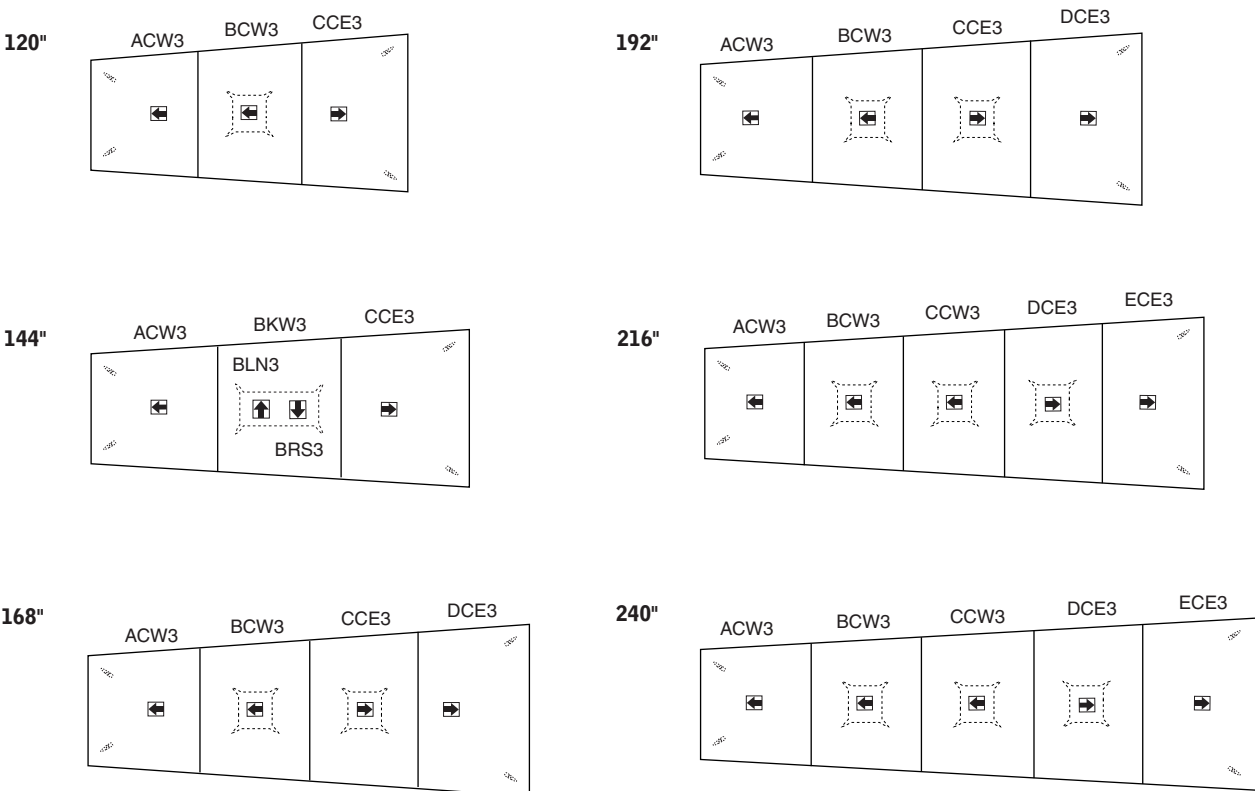 120"
ACW3 BCW3 CCE3
192"
ACW3 BCW3 CCE3 DCE3
144"
ACW3 BKW3 CCE3
BLN3
BRS3
216"
ACW3 BCW3 CCW3 DCE3 ECE3
168"
ACW3 BCW3 CCE3 DCE3
240"
ACW3 BCW3 CCW3 DCE3 ECE3